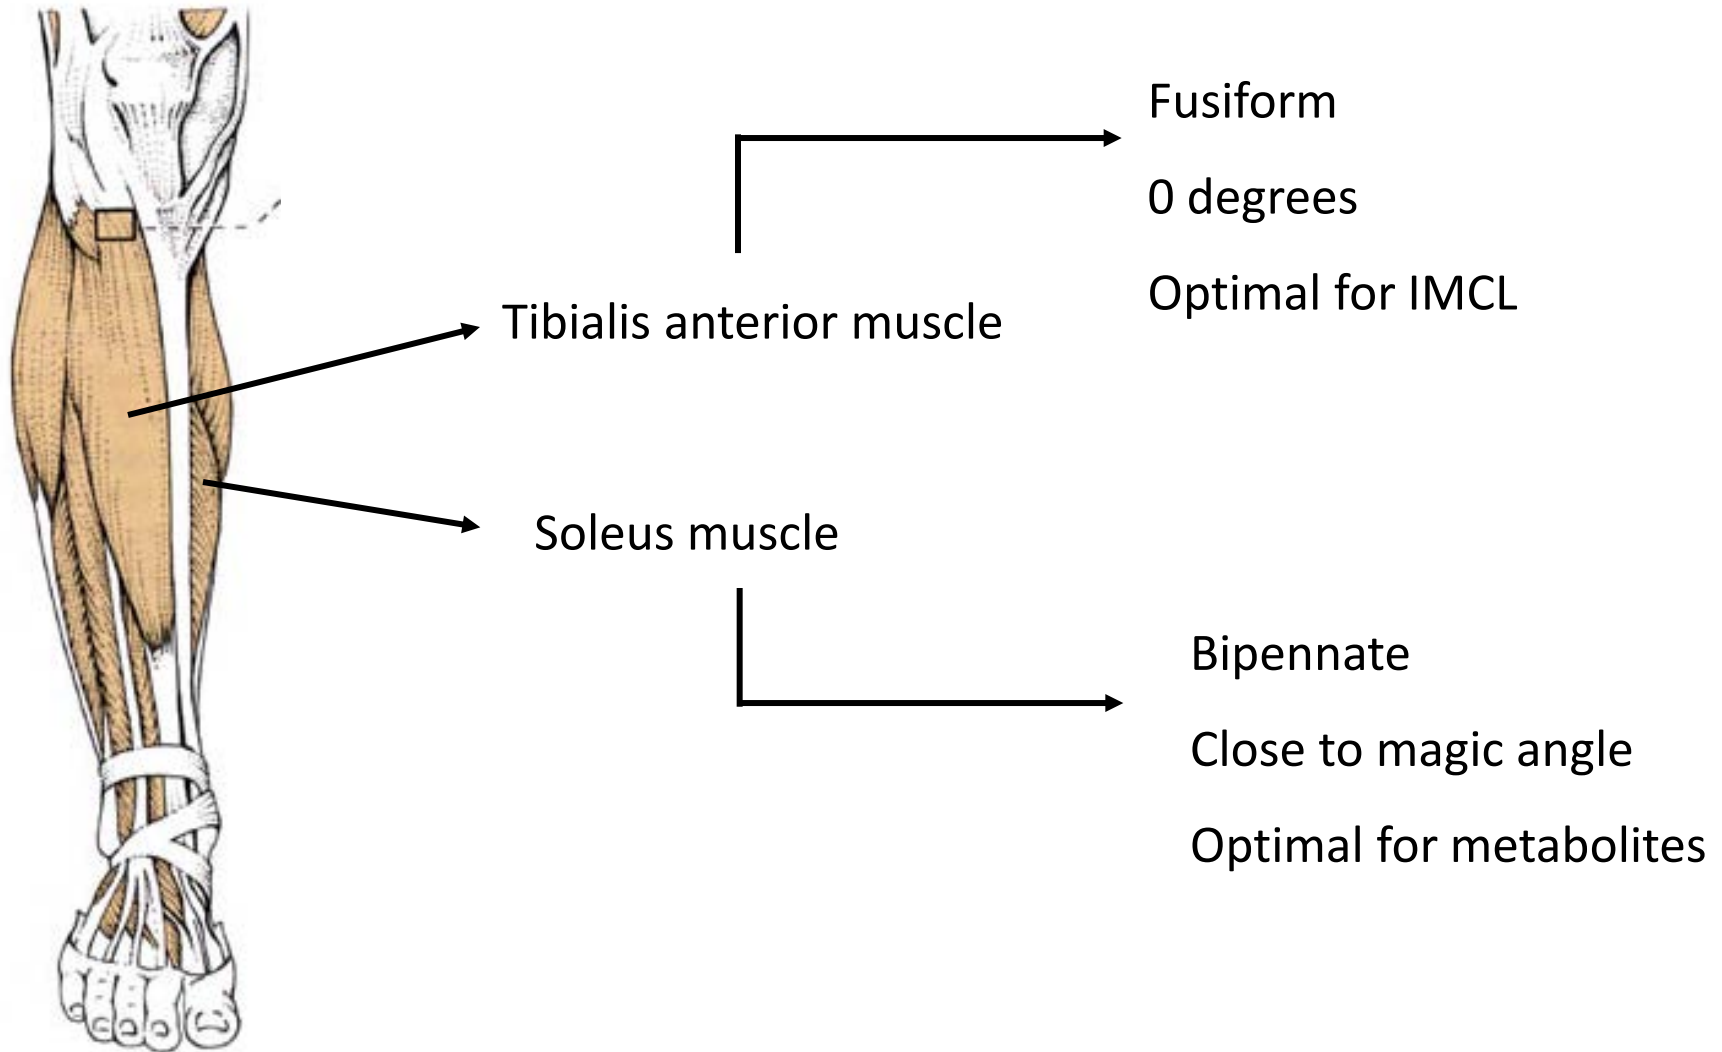 Fusiform
0 degrees
Optimal for IMCL
Tibialis anterior muscle
Soleus muscle
Bipennate
Close to magic angle
Optimal for metabolites